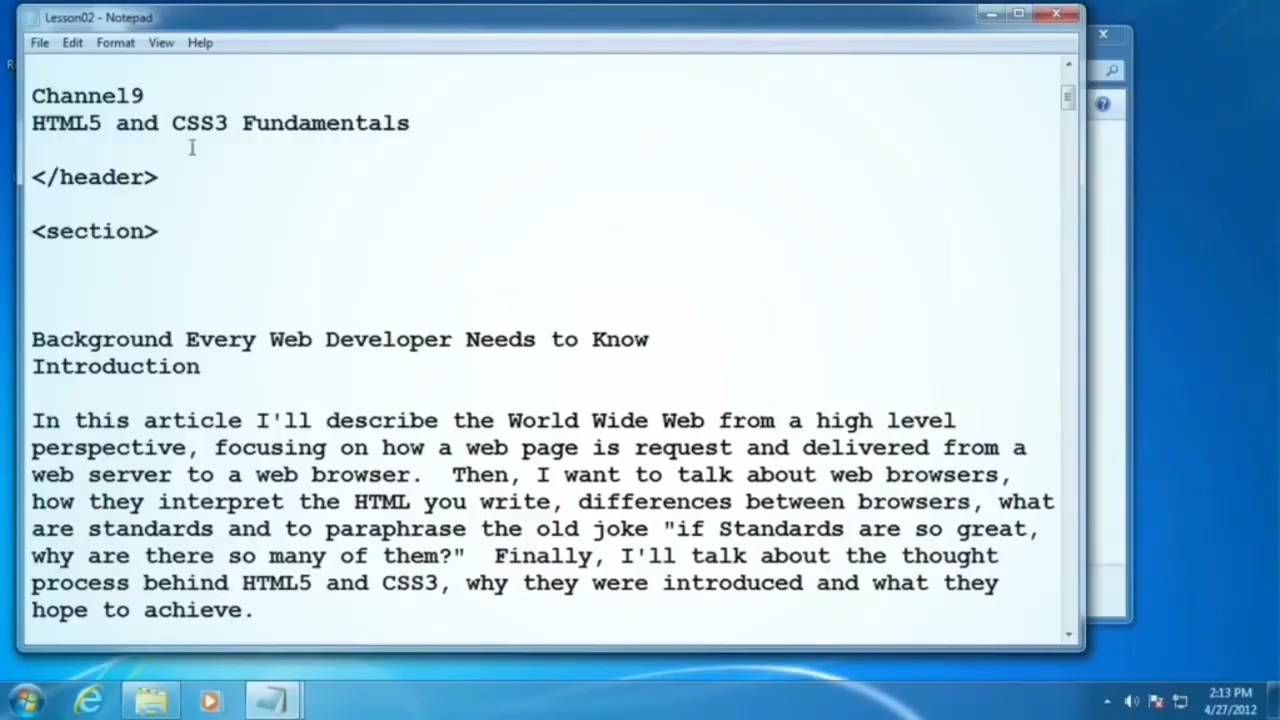 Lesson02 - Notepad
File Edit Format View Help
Channel9
HTML5 and CSS3 Fundamentals
</header>
<section>
Background Every Web Developer Needs to Know
Introduction
In this article I'll describe the World Wide Web from a high level
perspective, focusing on how a web page is request and delivered from a
web server to a web browser.  Then, I want to talk about web browsers,
how they interpret the HTML you write, differences between browsers, what
are standards and to paraphrase the old joke "if Standards are so great,
why are there so many of them?"  Finally, I'll talk about the thought
process behind HTML5 and CSS3, why they were introduced and what they
hope to achieve.
2:13 PM
4/27/2012